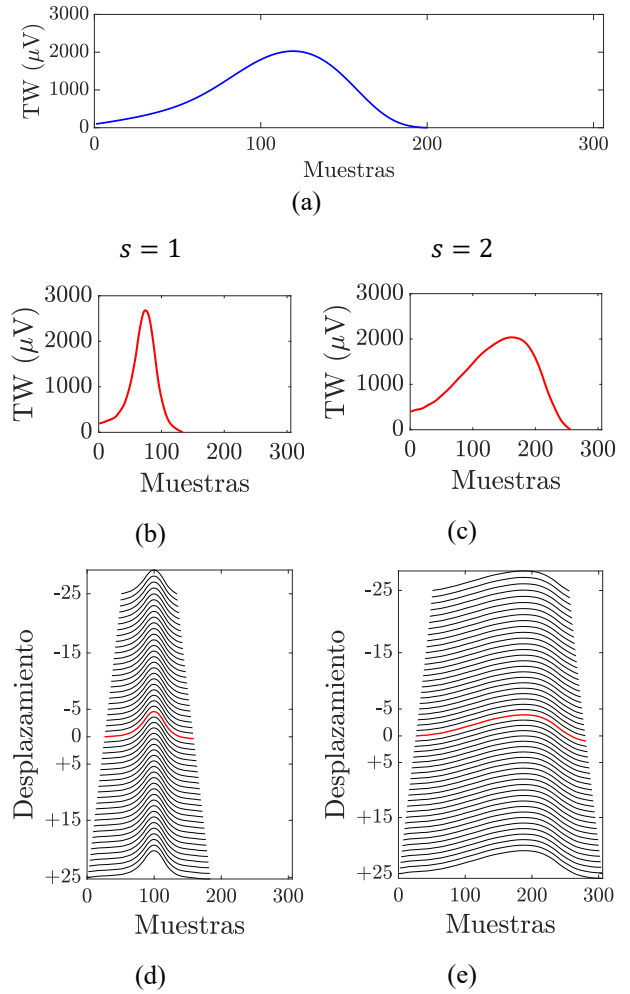 3000
2000
1000
0
TW (μV)
0 100 200 300
Muestras
(a)
s = 1 s = 2
3000
2000
1000
0
TW (μV)
0 100 200 300
Muestras
3000
2000
1000
0
TW (μV)
0 100 200 300
Muestras
(b) (c)
-25
-15
-5
0
+5
+15
+25
Desplazamiento
0 100 200 300
Muestras
-25
-15
-5
0
+5
+15
+25
Desplazamiento
0 100 200 300
Muestras
(d) (e)